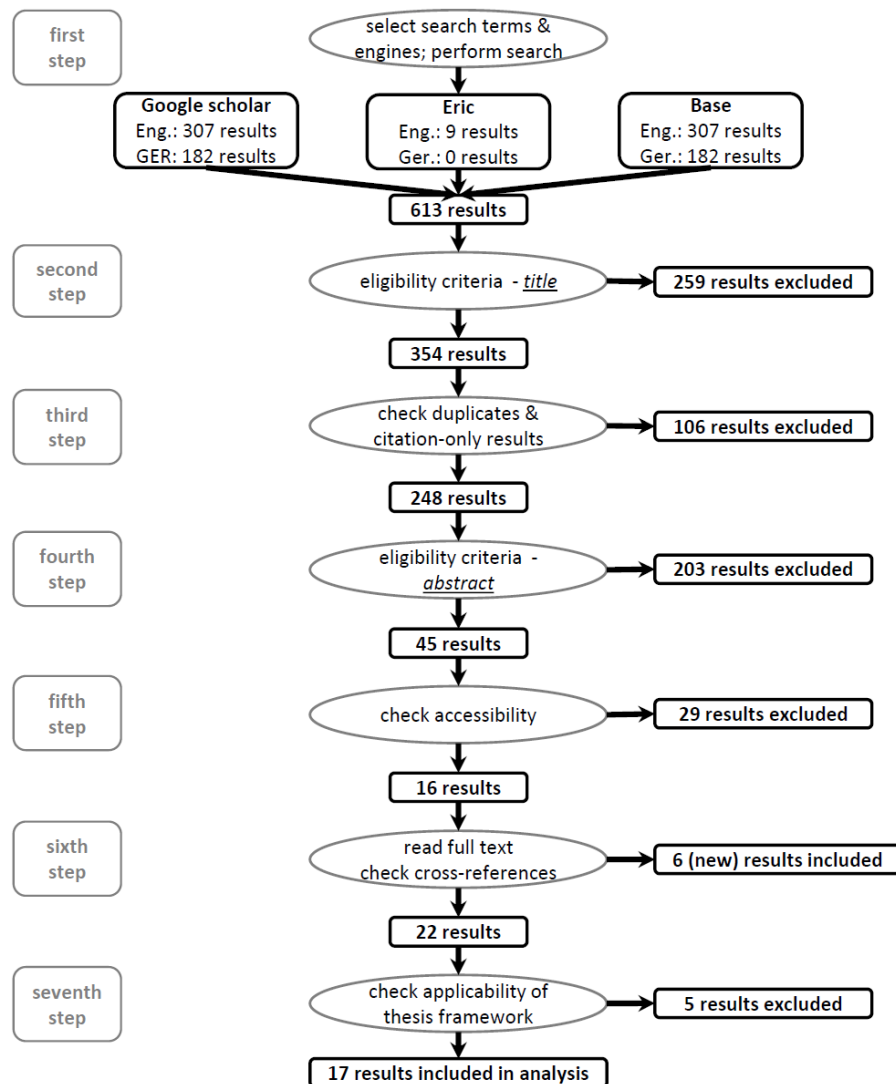 first
step
select search terms &
engines; perform search
Google scholar
Eng.: 307 results
GER: 182 results
Eric
Eng.: 9 results
Ger.: 0 results
Base
Eng.: 307 results
Ger.: 182 results
613 results
second
step
eligibility criteria - title
259 results excluded
354 results
third
step
check duplicates &
citation-only results
106 results excluded
248 results
fourth
step
eligibility criteria -
abstract
203 results excluded
45 results
fifth
step
check accessibility
29 results excluded
16 results
sixth
step
read full text
check cross-references
6 (new) results included
22 results
seventh
step
check applicability of
thesis framework
5 results excluded
17 results included in analysis